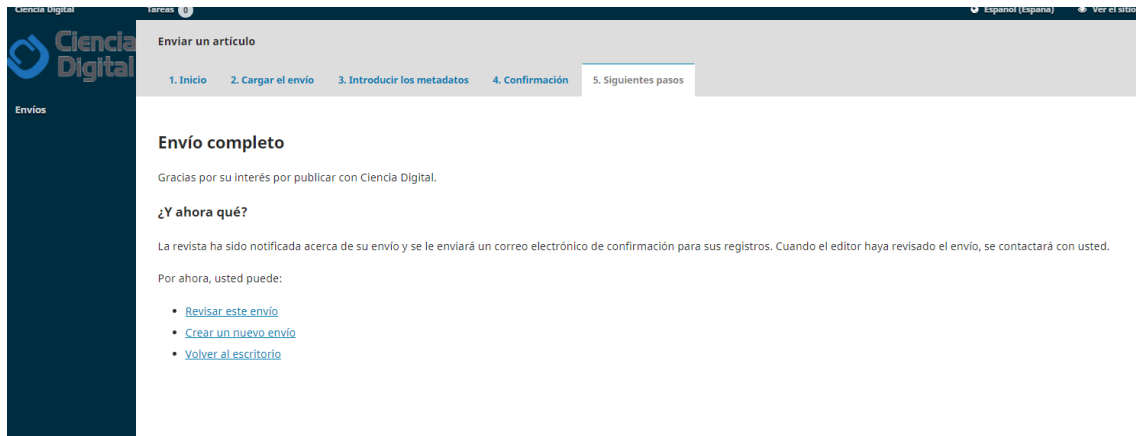 Ciencia Digital
Tareas 0
Español (España)
Ver el sitio
Ciencia
Digital
Envíos
Enviar un artículo
1. Inicio
2. Cargar el envío
3. Introducir los metadatos
4. Confirmación
5. Siguientes pasos
Envío completo
Gracias por su interés por publicar con Ciencia Digital.
¿Y ahora qué?
La revista ha sido notificada acerca de su envío y se le enviará un correo electrónico de confirmación para sus registros. Cuando el editor haya revisado el envío, se contactará con usted.
Por ahora, usted puede:
Revisar este envío
Crear un nuevo envío
Volver al escritorio